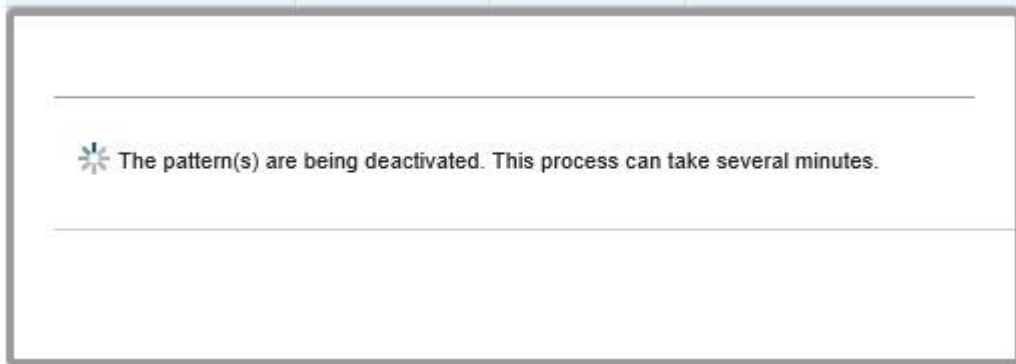 The pattern(s) are being deactivated. This process can take several minutes.